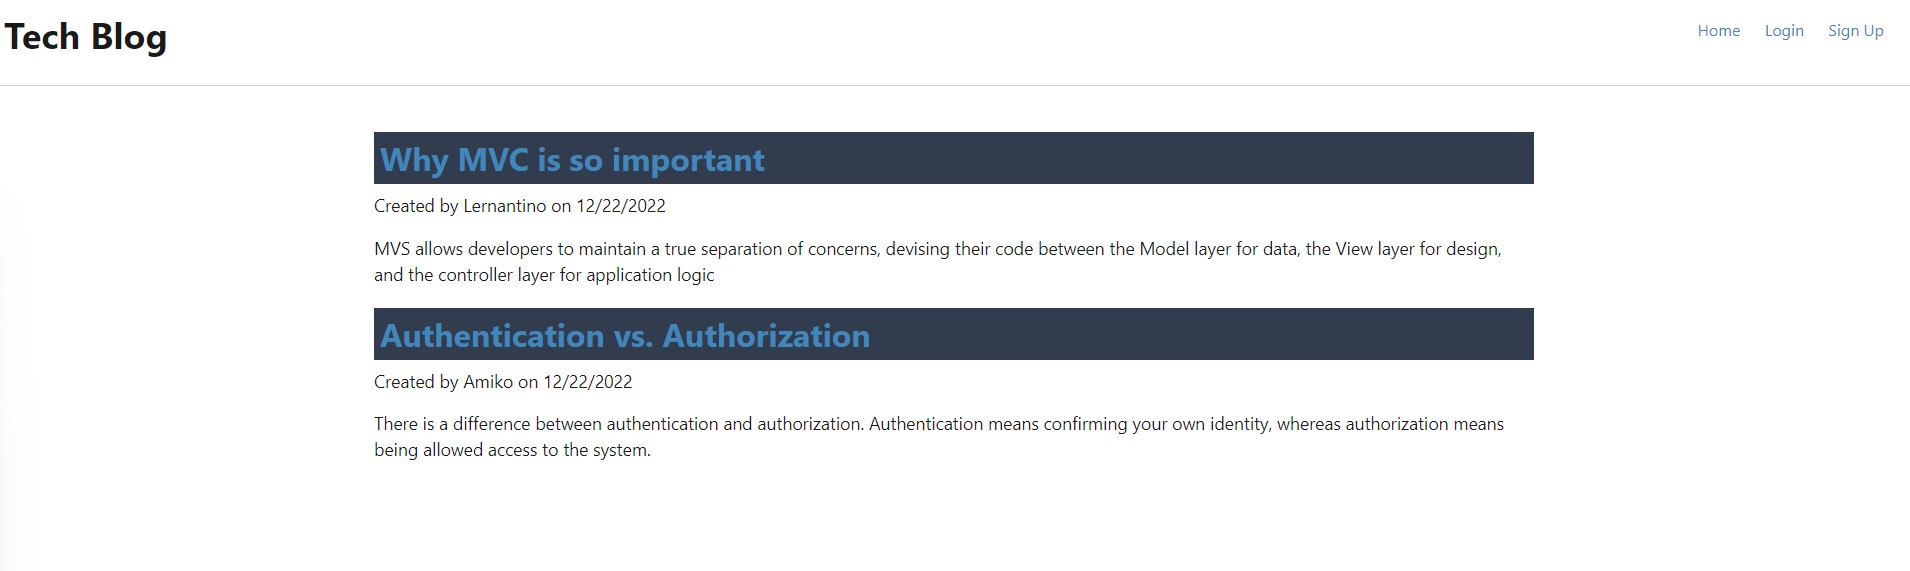 Tech Blog
Home Login Sign Up
Why MVC is so important
Created by Lernantino on 12/22/2022
MVS allows developers to maintain a true separation of concerns, devising their code between the Model layer for data, the View layer for design,
and the controller layer for application logic
Authentication vs. Authorization
Created by Amiko on 12/22/2022
There is a difference between authentication and authorization. Authentication means confirming your own identity, whereas authorization means
being allowed access to the system.